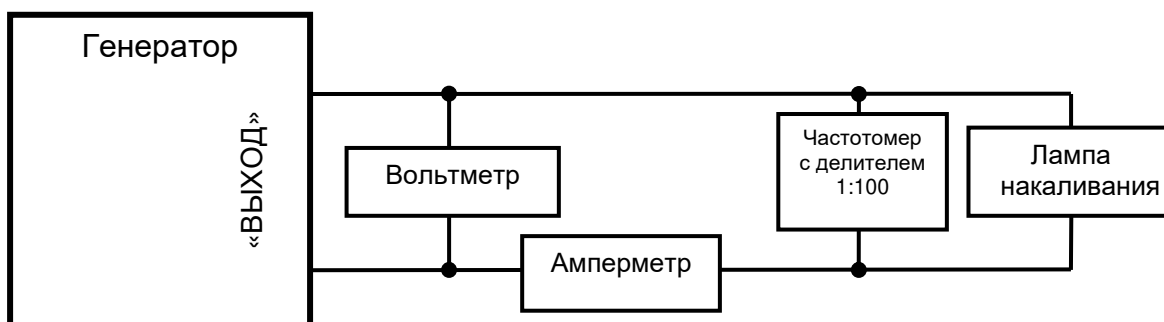 Генератор
«ВЫХОД»
Вольтметр
Амперметр
Частотомер
с делителем
1:100
Лампа
накаливания